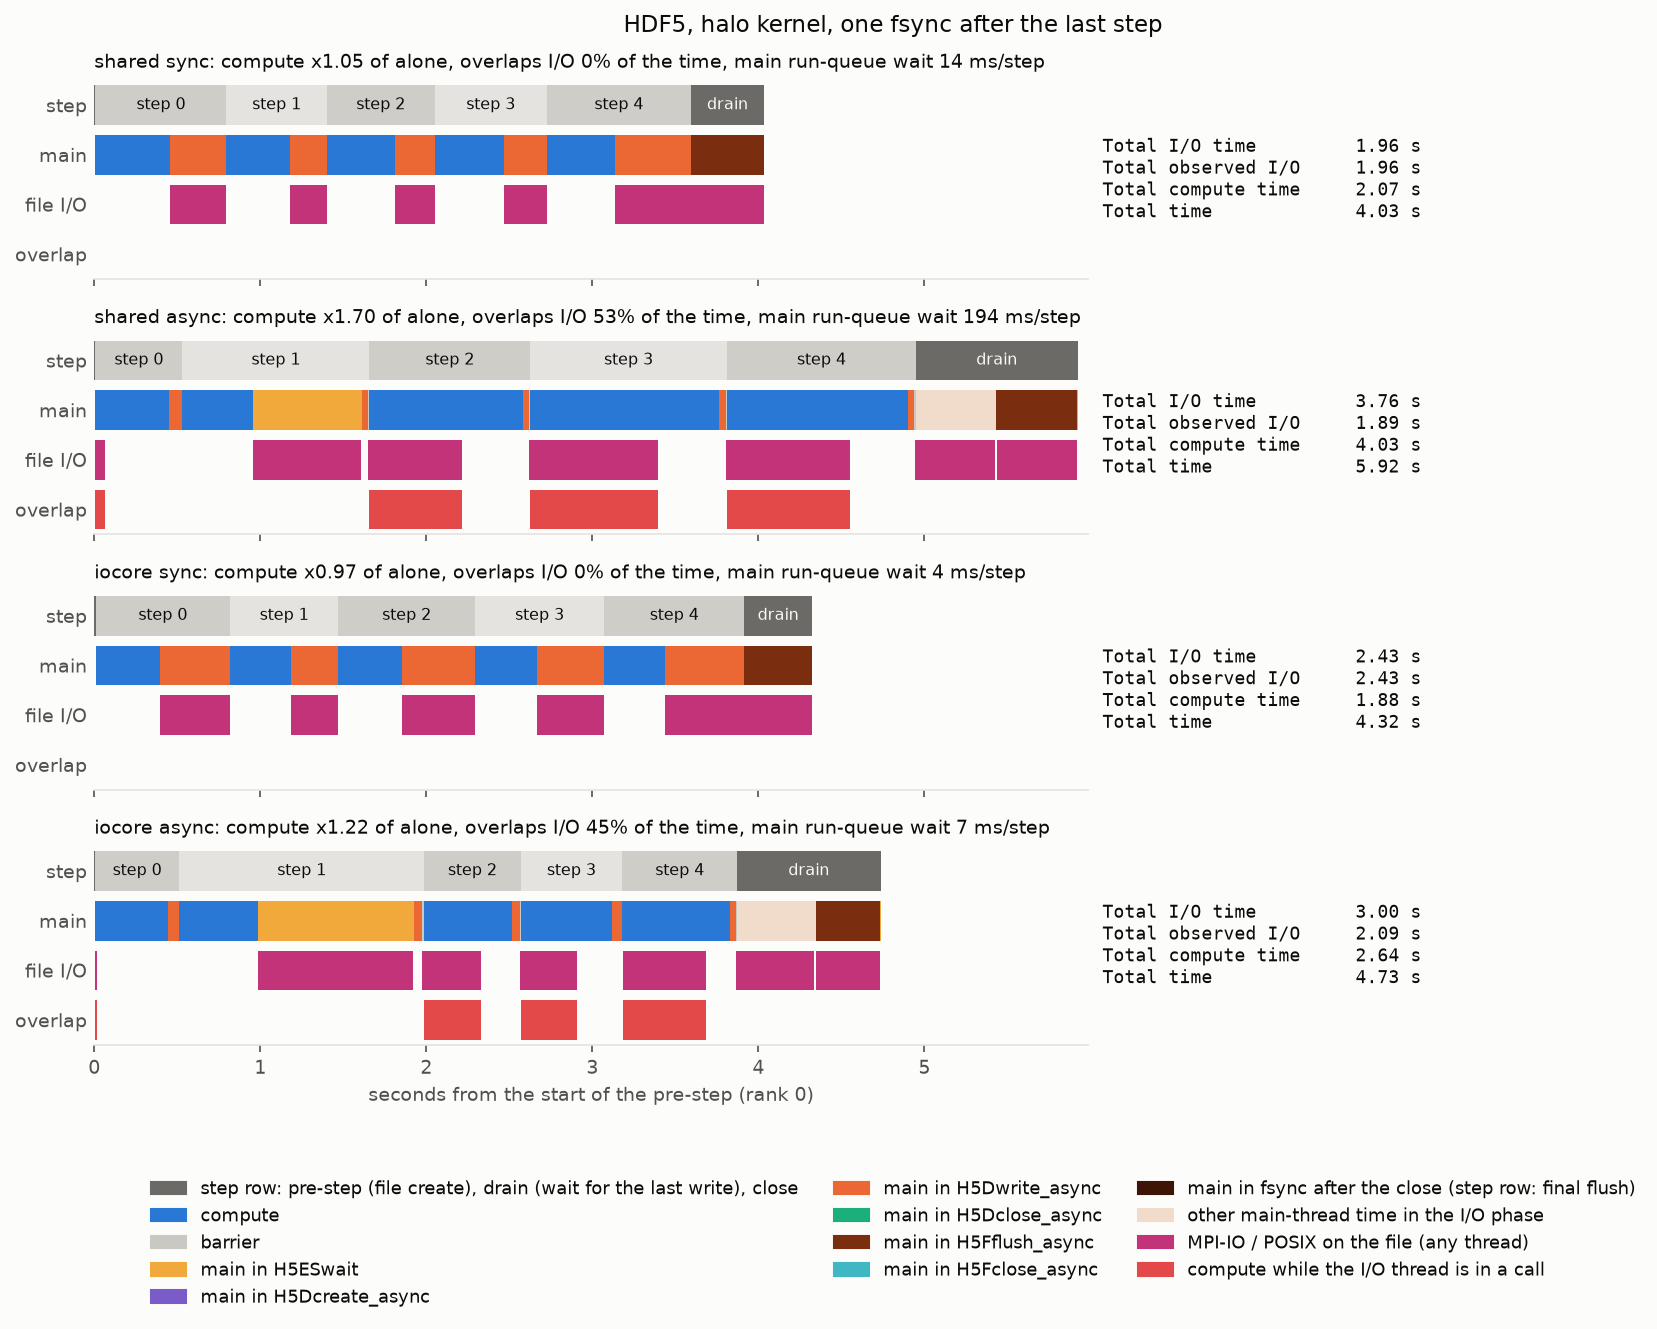 HDF5, halo kernel, one fsync after the last step
shared sync: compute x1.05 of alone, overlaps I/O 0% of the time, main run-queue wait 14 ms/step
step
step 0
step 1
step 2
step 3
step 4
drain
main
file I/O
overlap
Total I/O time 1.96 s
Total observed I/O 1.96 s
Total compute time 2.07 s
Total time 4.03 s
shared async: compute x1.70 of alone, overlaps I/O 53% of the time, main run-queue wait 194 ms/step
step
step 0
step 1
step 2
step 3
step 4
drain
main
file I/O
overlap
Total I/O time 3.76 s
Total observed I/O 1.89 s
Total compute time 4.03 s
Total time 5.92 s
iocore sync: compute x0.97 of alone, overlaps I/O 0% of the time, main run-queue wait 4 ms/step
step
step 0
step 1
step 2
step 3
step 4
drain
main
file I/O
overlap
Total I/O time 2.43 s
Total observed I/O 2.43 s
Total compute time 1.88 s
Total time 4.32 s
iocore async: compute x1.22 of alone, overlaps I/O 45% of the time, main run-queue wait 7 ms/step
step
step 0
step 1
step 2
step 3
step 4
drain
main
file I/O
overlap
Total I/O time 3.00 s
Total observed I/O 2.09 s
Total compute time 2.64 s
Total time 4.73 s
0 1 2 3 4 5
seconds from the start of the pre-step (rank 0)
step row: pre-step (file create), drain (wait for the last write), close
compute
barrier
main in H5ESwait
main in H5Dcreate_async
main in H5Dwrite_async
main in H5Dclose_async
main in H5Fflush_async
main in H5Fclose_async
main in fsync after the close (step row: final flush)
other main-thread time in the I/O phase
MPI-IO / POSIX on the file (any thread)
compute while the I/O thread is in a call